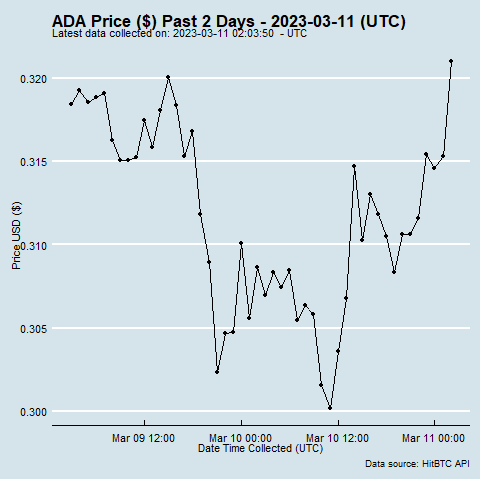 ADA Price ($) Past 2 Days - 2023-03-11 (UTC)
Latest data collected on: 2023-03-11 02:03:50 - UTC
0.320
0.315
0.310
0.305
0.300
Price USD ($)
Mar 09 12:00 Mar 10 00:00 Mar 10 12:00 Mar 11 00:00
Date Time Collected (UTC)
Data source: HitBTC API